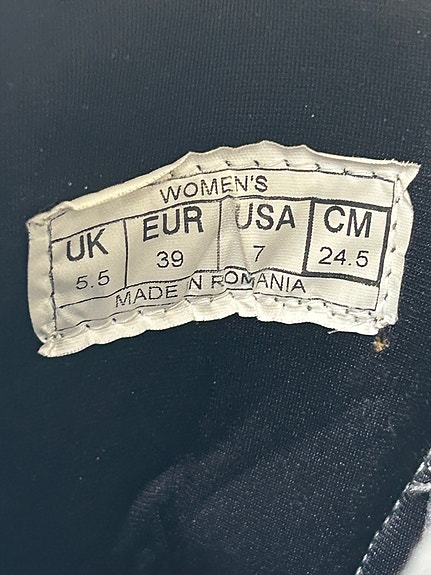 WOMEN'S
UK EUR USA CM
5.5 39 7 24.5
MADE IN ROMANIA